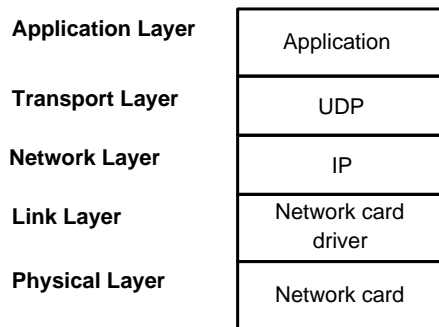 Application Layer
Application
Transport Layer
UDP
Network Layer
IP
Link Layer
Network card
driver
Physical Layer
Network card